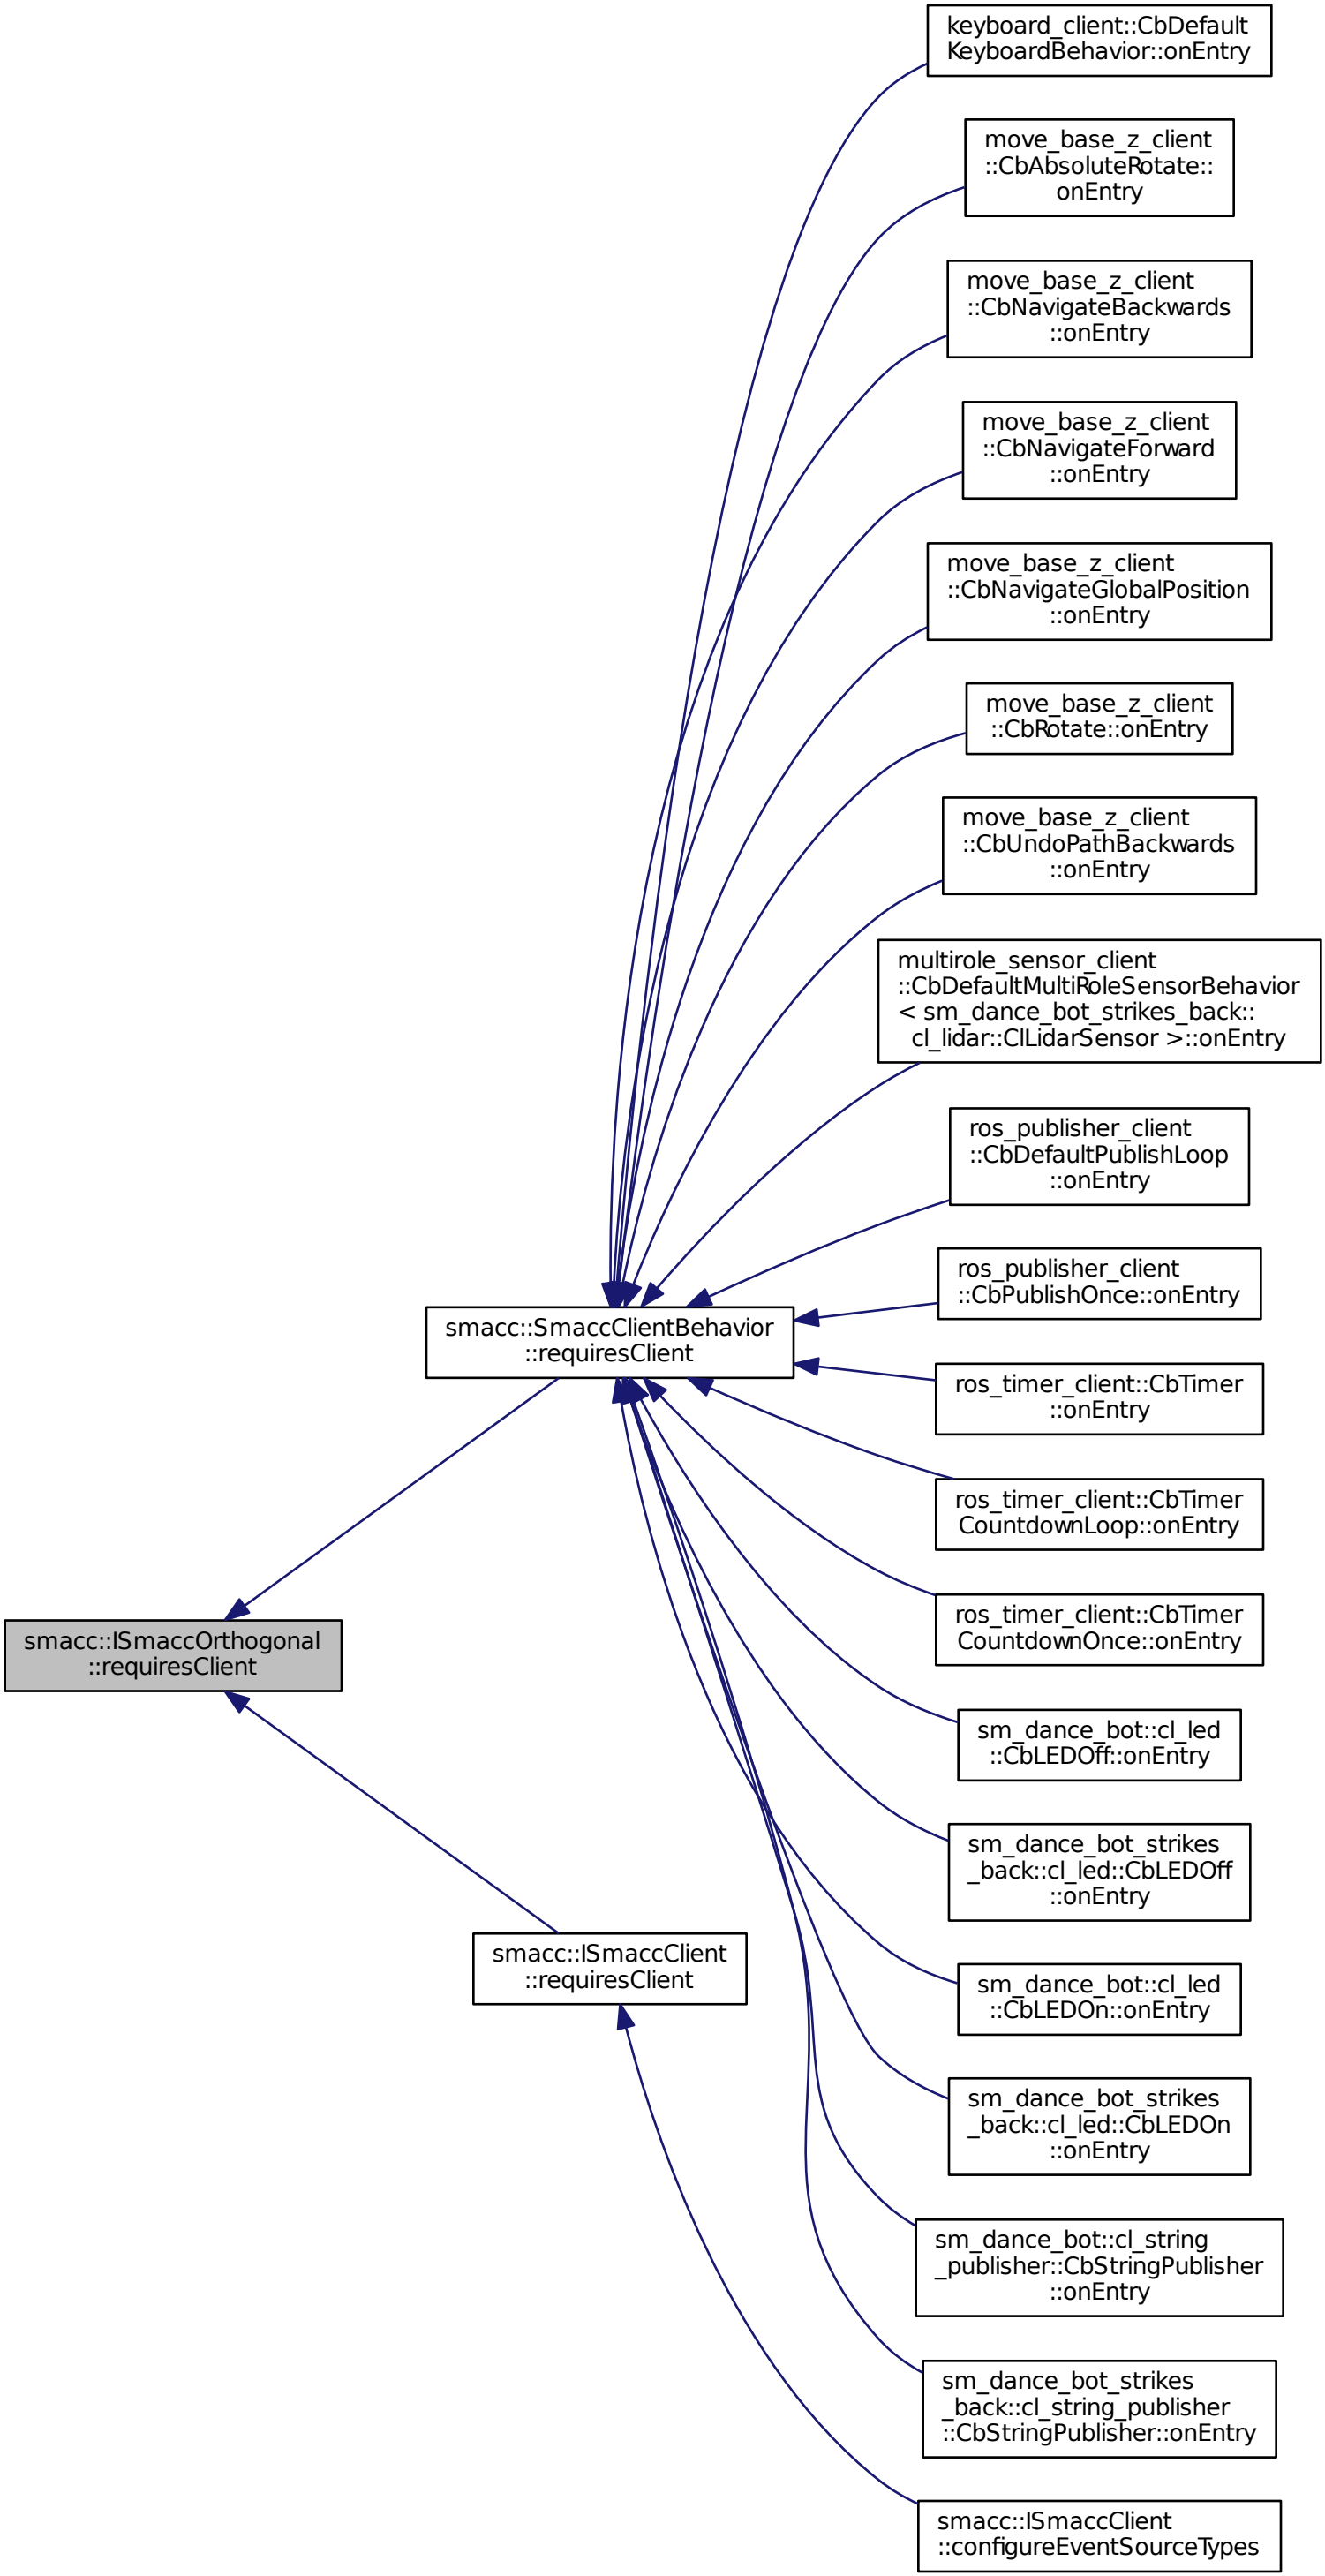 keyboard_client::CbDefault
KeyboardBehavior::onEntry
move_base_z_client
::CbAbsoluteRotate::
onEntry
move_base_z_client
::CbNavigateBackwards
::onEntry
move_base_z_client
::CbNavigateForward
::onEntry
move_base_z_client
::CbNavigateGlobalPosition
::onEntry
move_base_z_client
::CbRotate::onEntry
move_base_z_client
::CbUndoPathBackwards
::onEntry
multirole_sensor_client
::CbDefaultMultiRoleSensorBehavior
< sm_dance_bot_strikes_back::
cl_lidar::ClLidarSensor >::onEntry
ros_publisher_client
::CbDefaultPublishLoop
::onEntry
ros_publisher_client
::CbPublishOnce::onEntry
smacc::SmaccClientBehavior
::requiresClient
ros_timer_client::CbTimer
::onEntry
ros_timer_client::CbTimer
CountdownLoop::onEntry
ros_timer_client::CbTimer
CountdownOnce::onEntry
smacc::ISmaccOrthogonal
::requiresClient
sm_dance_bot::cl_led
::CbLEDOff::onEntry
sm_dance_bot_strikes
_back::cl_led::CbLEDOff
::onEntry
smacc::ISmaccClient
::requiresClient
sm_dance_bot::cl_led
::CbLEDOn::onEntry
sm_dance_bot_strikes
_back::cl_led::CbLEDOn
::onEntry
sm_dance_bot::cl_string
_publisher::CbStringPublisher
::onEntry
sm_dance_bot_strikes
_back::cl_string_publisher
::CbStringPublisher::onEntry
smacc::ISmaccClient
::configureEventSourceTypes